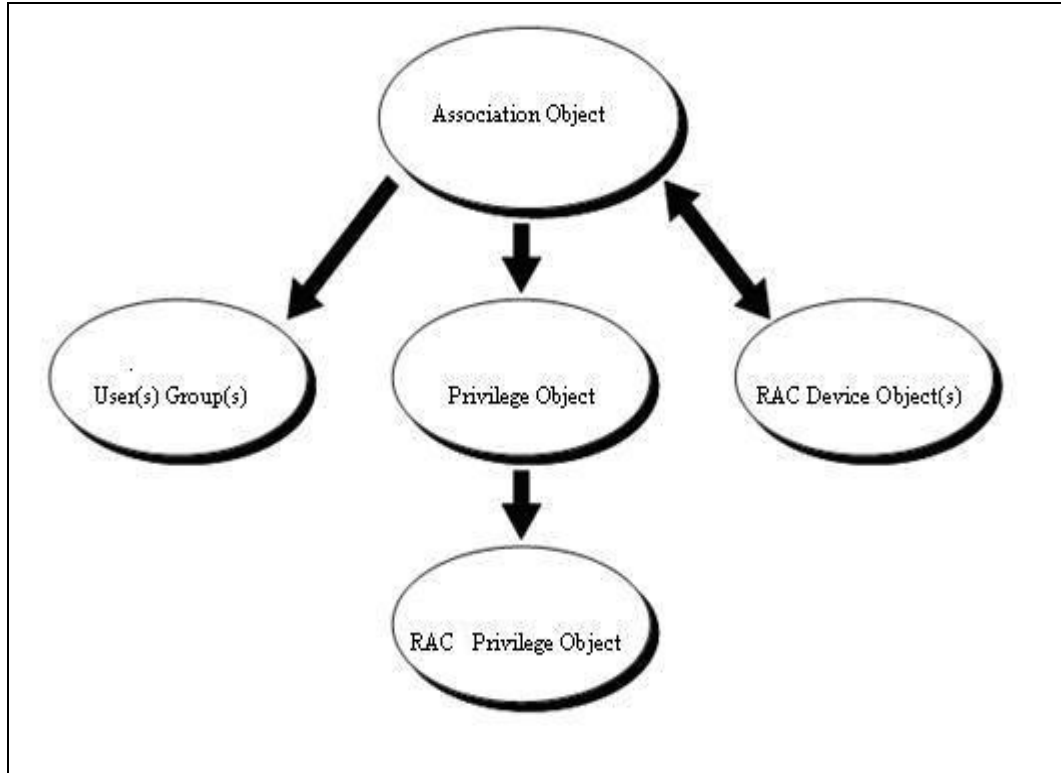 Association Object
User(s) Group(s)
Privilege Object
RAC Device Object(s)
RAC Privilege Object